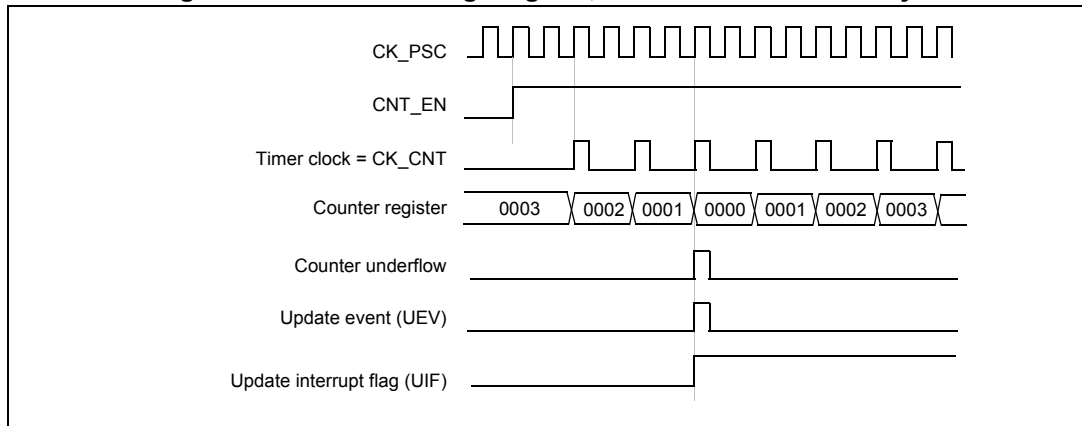 CK_PSC
CNT_EN
Timer clock = CK_CNT
Counter register 0003 0002 0001 0000 0001 0002 0003
Counter underflow
Update event (UEV)
Update interrupt flag (UIF)